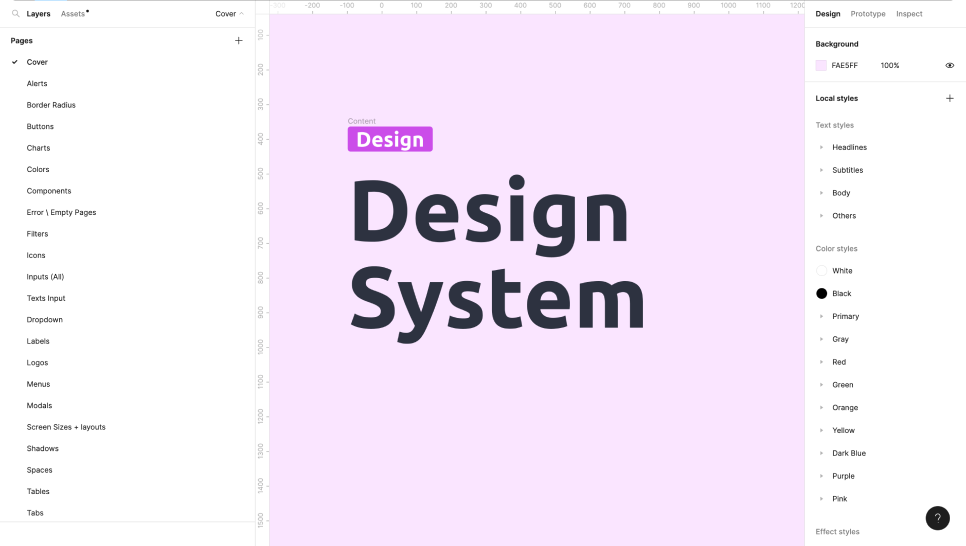 Layers
Assets
Cover
Design
Prototype
Inspect
-300 -200 -100 0 100 200 300 400 500 600 700 800 900 1000 1100 1200
Pages
Cover
Alerts
Border Radius
Buttons
Charts
Colors
Components
Error \ Empty Pages
Filters
Icons
Inputs (All)
Texts Input
Dropdown
Labels
Logos
Menus
Modals
Screen Sizes + layouts
Shadows
Spaces
Tables
Tabs
100
200
300
400
500
600
700
800
900
1000
1100
1200
1300
1400
1500
Content
Design
Design
System
Background
FAE5FF 100%
Local styles
Text styles
Headlines
Subtitles
Body
Others
Color styles
White
Black
Primary
Gray
Red
Green
Orange
Yellow
Dark Blue
Purple
Pink
Effect styles
?